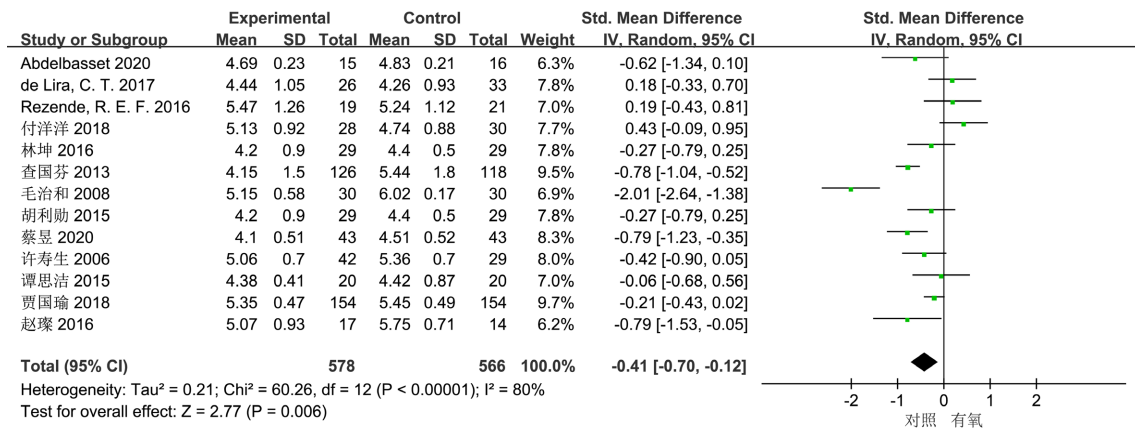 Experimental Control Std. Mean Difference Std. Mean Difference
Study or Subgroup Mean SD Total Mean SD Total Weight IV, Random, 95% CI IV, Random, 95% CI
Abdelbasset 2020 4.69 0.23 15 4.83 0.21 16 6.3% -0.62 [-1.34, 0.10]
de Lira, C. T. 2017 4.44 1.05 26 4.26 0.93 33 7.8% 0.18 [-0.33, 0.70]
Rezende, R. E. F. 2016 5.47 1.26 19 5.24 1.12 21 7.0% 0.19 [-0.43, 0.81]
付洋洋 2018 5.13 0.92 28 4.74 0.88 30 7.7% 0.43 [-0.09, 0.95]
林坤 2016 4.2 0.9 29 4.4 0.5 29 7.8% -0.27 [-0.79, 0.25]
查国芬 2013 4.15 1.5 126 5.44 1.8 118 9.5% -0.78 [-1.04, -0.52]
毛治和 2008 5.15 0.58 30 6.02 0.17 30 6.9% -2.01 [-2.64, -1.38]
胡利勋 2015 4.2 0.9 29 4.4 0.5 29 7.8% -0.27 [-0.79, 0.25]
蔡昱 2020 4.1 0.51 43 4.51 0.52 43 8.3% -0.79 [-1.23, -0.35]
许寿生 2006 5.06 0.7 42 5.36 0.7 29 8.0% -0.42 [-0.90, 0.05]
谭思洁 2015 4.38 0.41 20 4.42 0.87 20 7.0% -0.06 [-0.68, 0.56]
贾国瑜 2018 5.35 0.47 154 5.45 0.49 154 9.7% -0.21 [-0.43, 0.02]
赵璨 2016 5.07 0.93 17 5.75 0.71 14 6.2% -0.79 [-1.53, -0.05]
Total (95% CI) 578 566 100.0% -0.41 [-0.70, -0.12]
Heterogeneity: Tau² = 0.21; Chi² = 60.26, df = 12 (P < 0.00001); I² = 80%
Test for overall effect: Z = 2.77 (P = 0.006)
-2 -1 0 1 2
对照 有氧